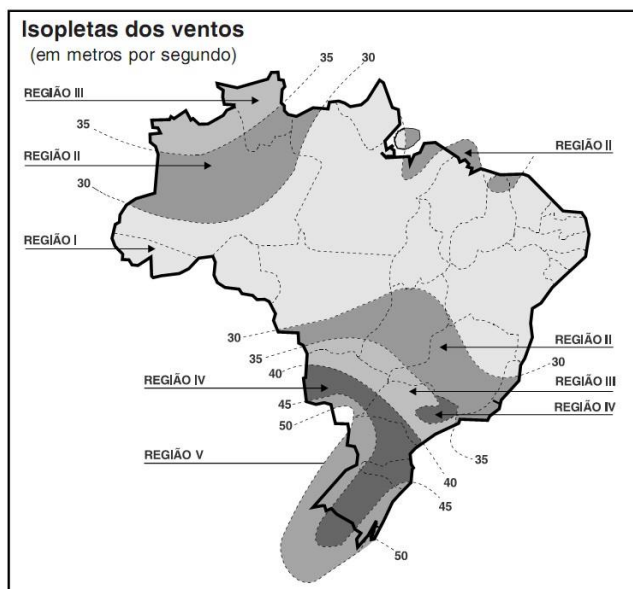 Isopletas dos ventos
(em metros por segundo)
35
30
REGIÃO III
35
REGIÃO II
REGIÃO II
30
REGIÃO I
30
REGIÃO II
35
30
40
REGIÃO IV
REGIÃO III
45
REGIÃO IV
50
REGIÃO V
35
40
45
50